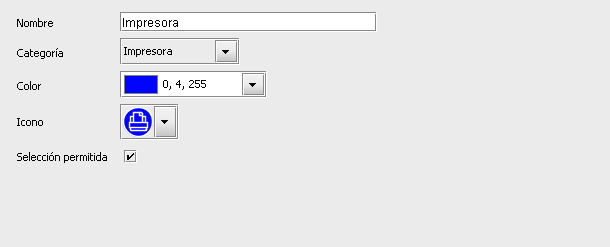 Nombre Impresora
Categoría Impresora
Color 0, 4, 255
Icono
Selección permitida